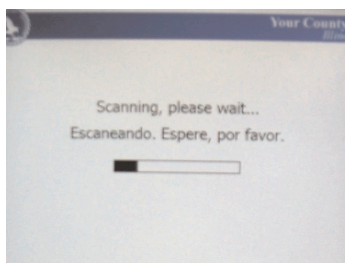 Your County
Scanning, please wait...
Escaneando. Espere, por favor.